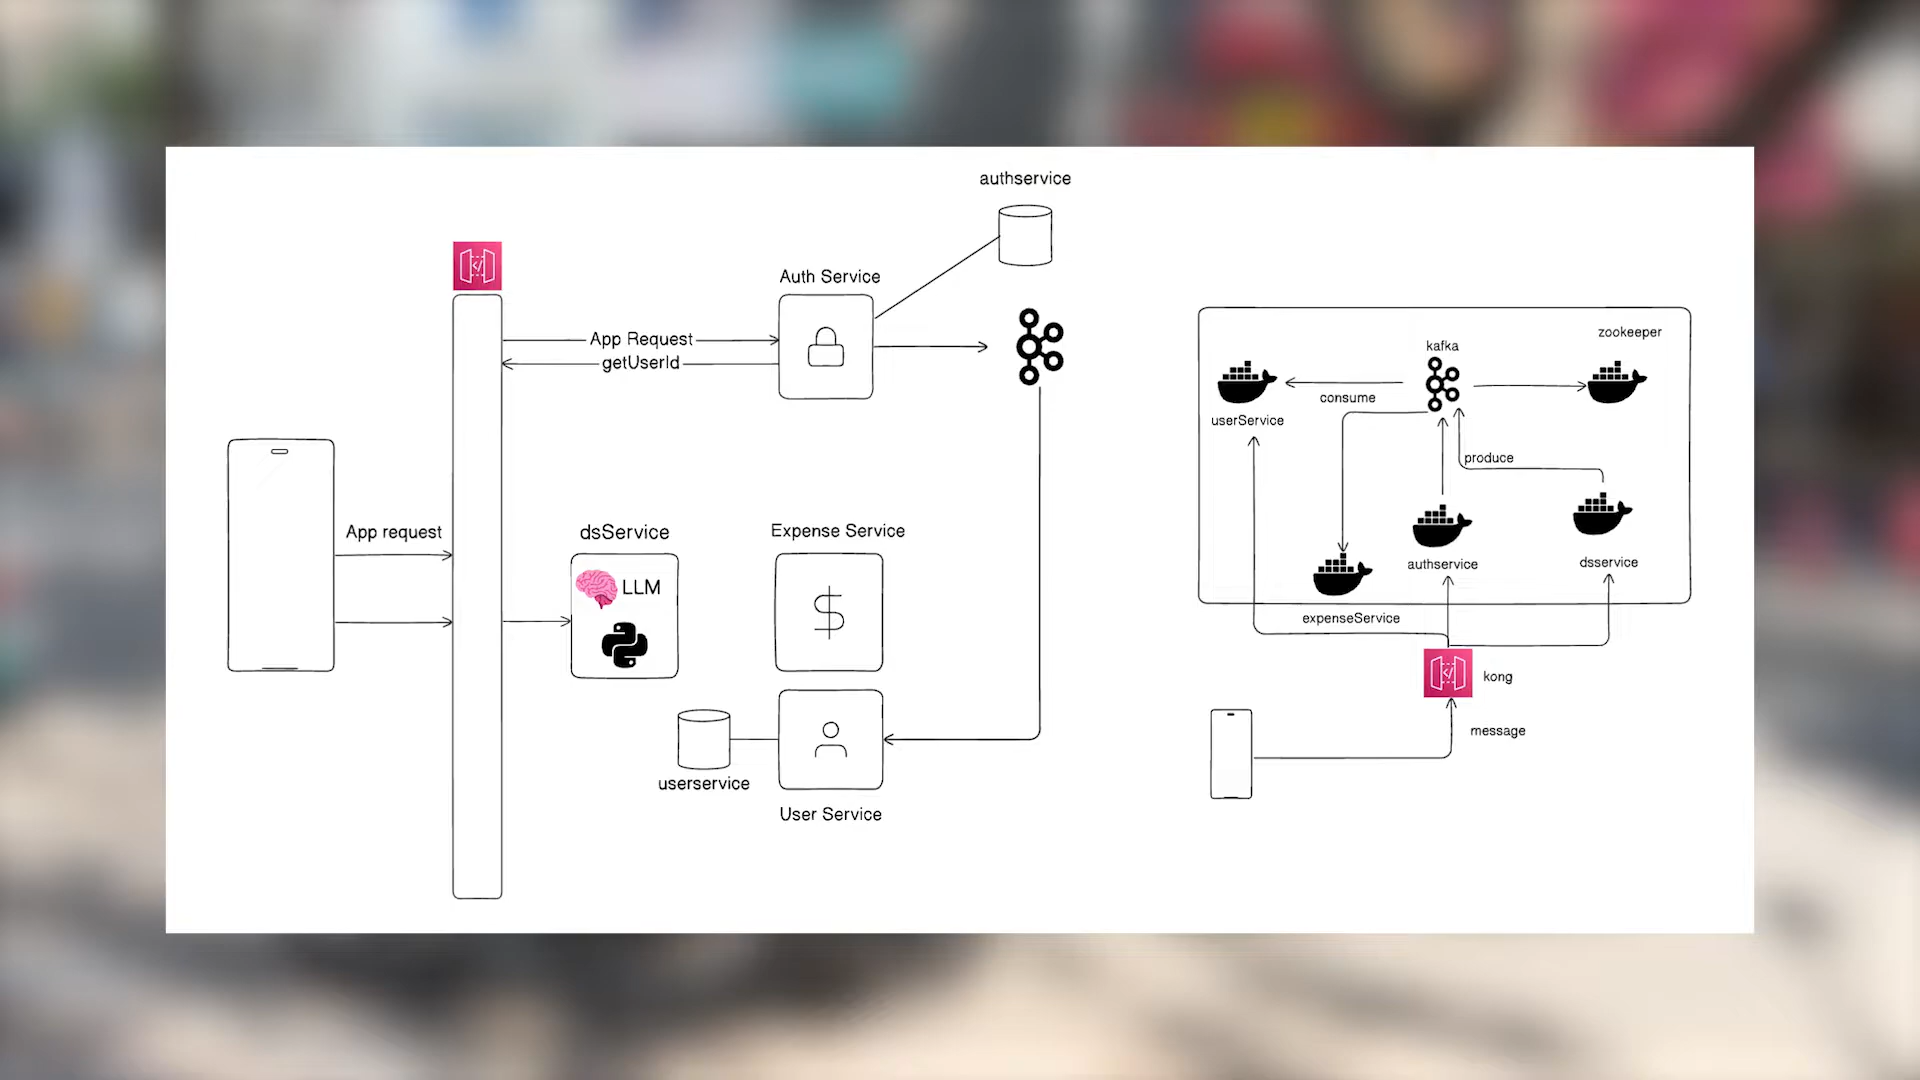 authservice
Auth Service
App Request
getUserId
App request
dsService
LLM
Expense Service
$
userservice
User Service
zookeeper
kafka
consume
userService
produce
authservice
dsservice
expenseService
kong
message